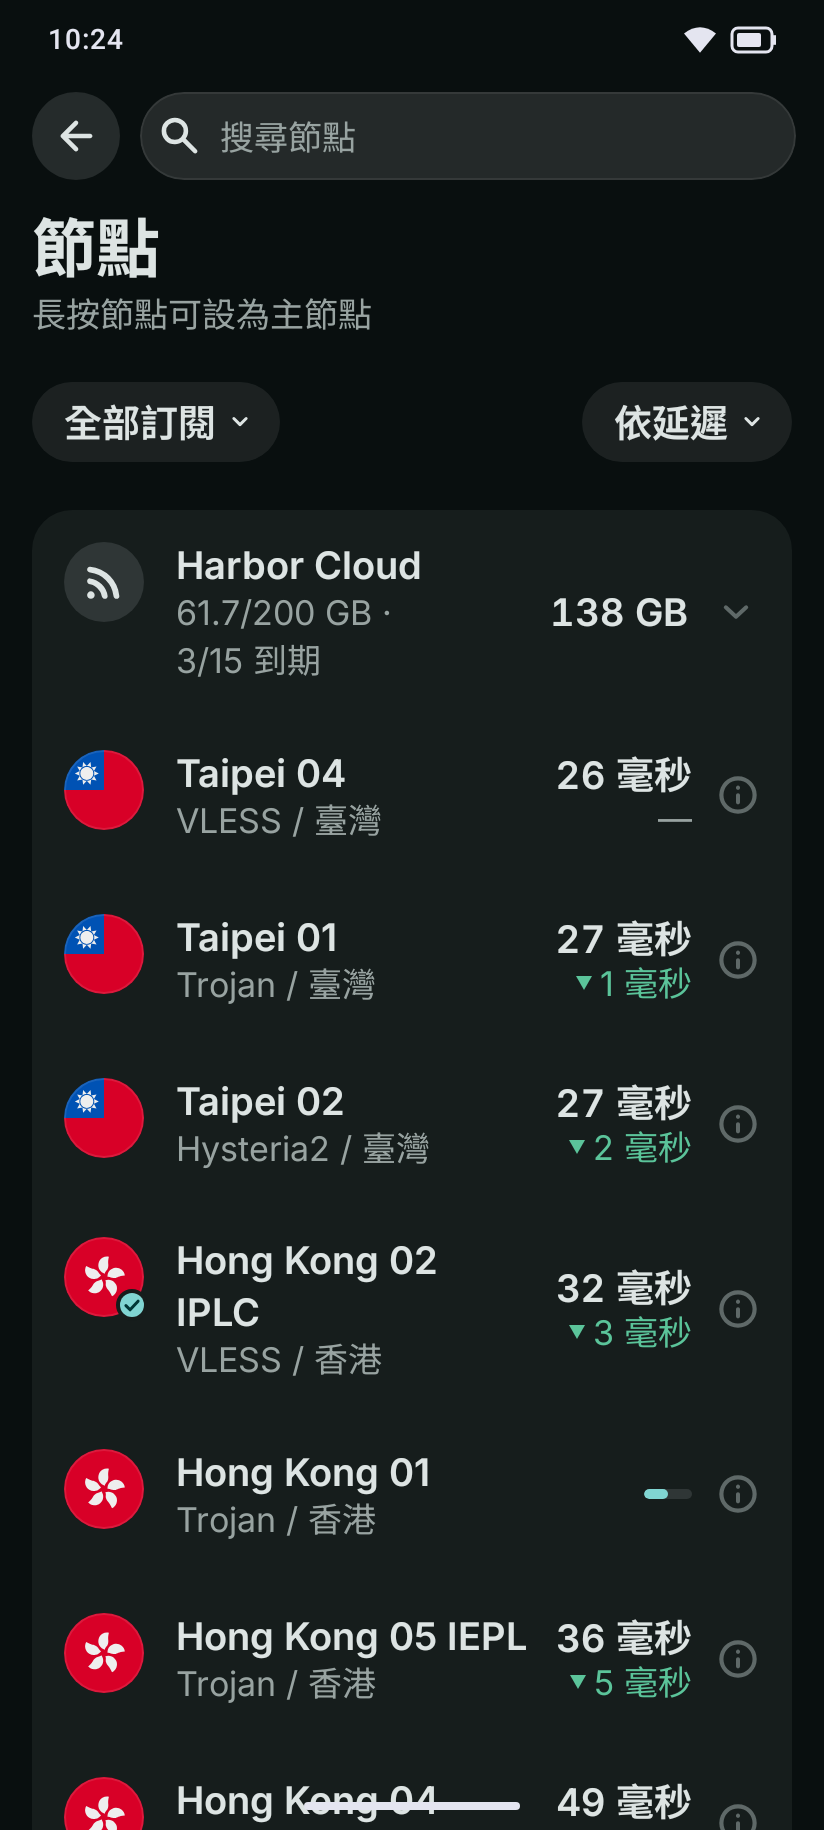 10:24
搜尋節點
節點
長按節點可設為主節點
全部訂閱
依延遲
Harbor Cloud
61.7/200 GB ·
3/15 到期
138 GB
Taipei 04
VLESS / 臺灣
26 毫秒
—
Taipei 01
Trojan / 臺灣
27 毫秒
▼1 毫秒
Taipei 02
Hysteria2 / 臺灣
27 毫秒
▼2 毫秒
Hong Kong 02
IPLC
VLESS / 香港
32 毫秒
▼3 毫秒
Hong Kong 01
Trojan / 香港
Hong Kong 05 IEPL
Trojan / 香港
36 毫秒
▼5 毫秒
Hong Kong 04
49 毫秒